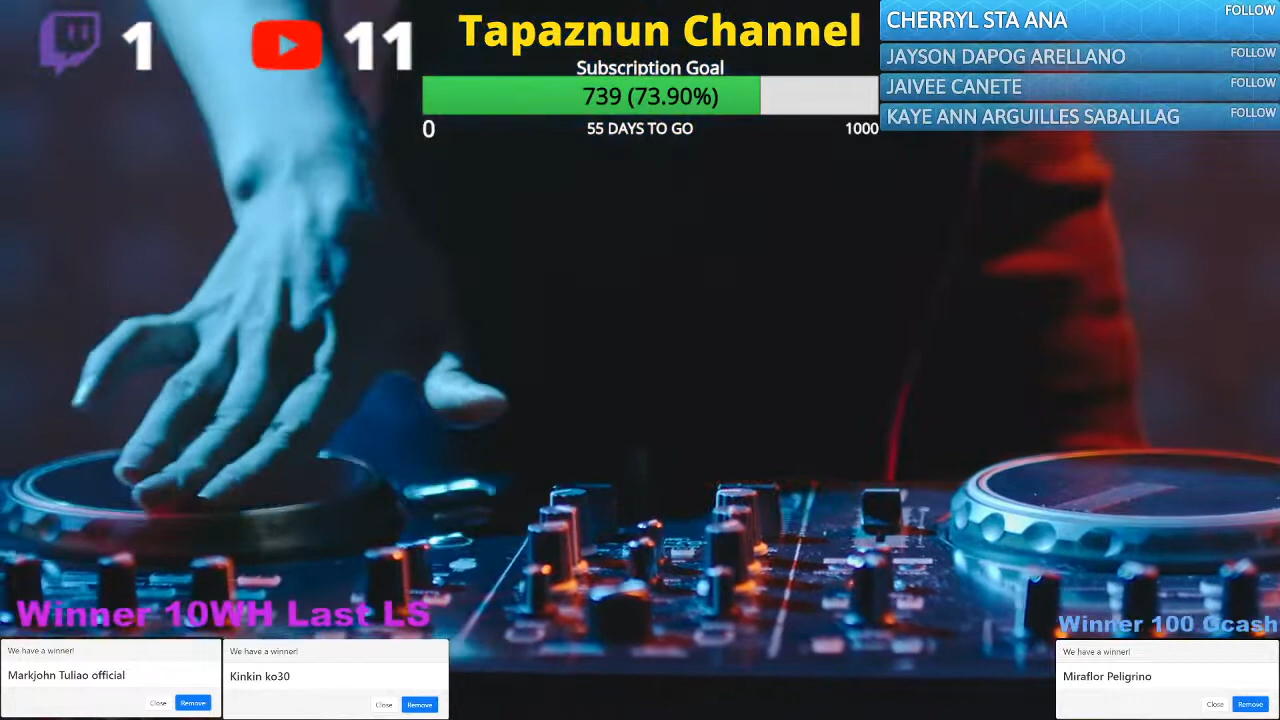 1
11
Tapaznun Channel
Subscription Goal
739 (73.90%)
0
55 DAYS TO GO
1000
CHERRYL STA ANA
FOLLOW
JAYSON DAPOG ARELLANO
FOLLOW
JAIVEE CANETE
FOLLOW
KAYE ANN ARGUILLES SABALILAG
FOLLOW
Winner 10WH Last LS
We have a winner!
Markjohn Tuliao official
Close
Remove
We have a winner!
Kinkin ko30
Close
Remove
Winner 100 Gcash
We have a winner!
Miraflor Peligrino
Close
Remove